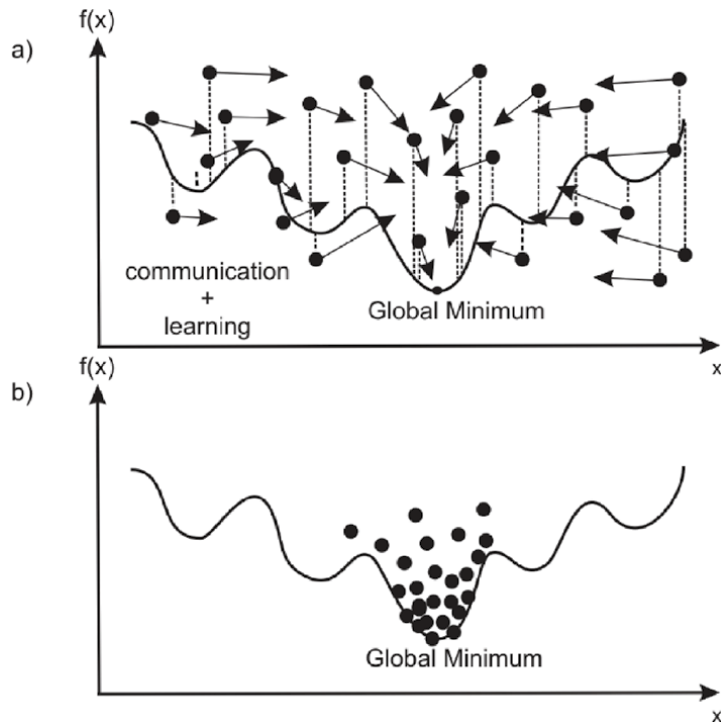 f(x)
a)
communication
+
learning
Global Minimum
x
f(x)
b)
Global Minimum
x